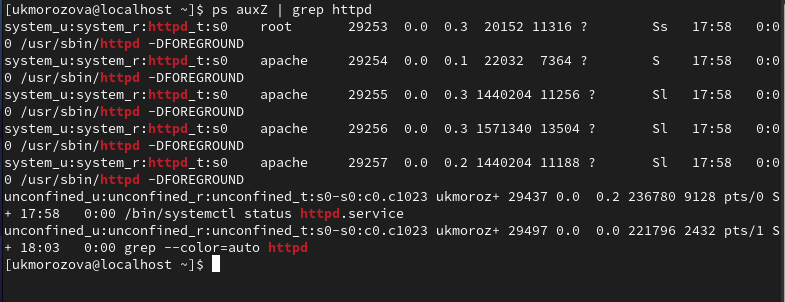 [ukmorozova@localhost ~]$ ps auxZ | grep httpd
system_u:system_r:httpd_t:s0    root       29253  0.0  0.3  20152 11316 ?        Ss   17:58   0:0
0 /usr/sbin/httpd -DFOREGROUND
system_u:system_r:httpd_t:s0    apache     29254  0.0  0.1  22032  7364 ?        S    17:58   0:0
0 /usr/sbin/httpd -DFOREGROUND
system_u:system_r:httpd_t:s0    apache     29255  0.0  0.3 1440204 11256 ?       Sl   17:58   0:0
0 /usr/sbin/httpd -DFOREGROUND
system_u:system_r:httpd_t:s0    apache     29256  0.0  0.3 1571340 13504 ?       Sl   17:58   0:0
0 /usr/sbin/httpd -DFOREGROUND
system_u:system_r:httpd_t:s0    apache     29257  0.0  0.2 1440204 11188 ?       Sl   17:58   0:0
0 /usr/sbin/httpd -DFOREGROUND
unconfined_u:unconfined_r:unconfined_t:s0-s0:c0.c1023 ukmoroz+ 29437 0.0  0.2 236780 9128 pts/0 S
+ 17:58   0:00 /bin/systemctl status httpd.service
unconfined_u:unconfined_r:unconfined_t:s0-s0:c0.c1023 ukmoroz+ 29497 0.0  0.0 221796 2432 pts/1 S
+ 18:03   0:00 grep --color=auto httpd
[ukmorozova@localhost ~]$